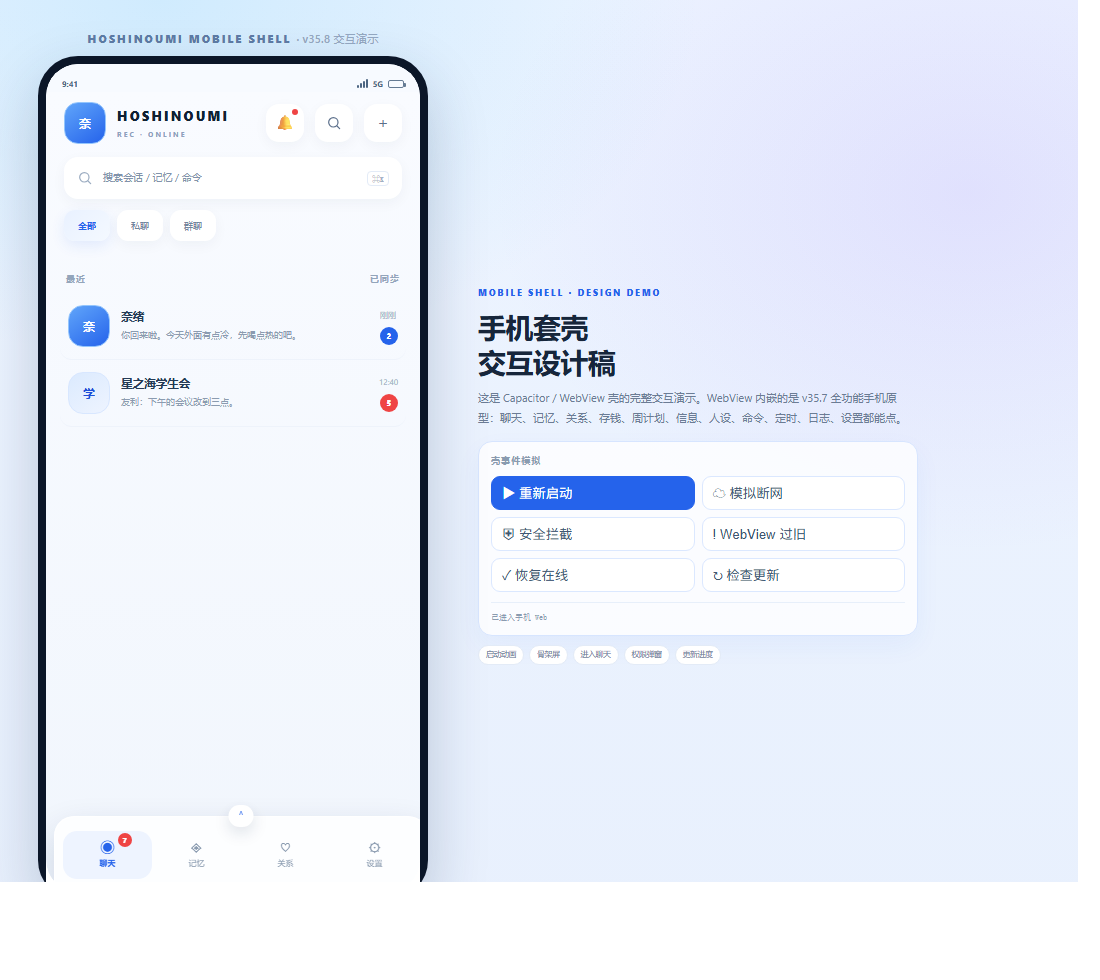 HOSHINOUMI MOBILE SHELL · v35.8 交互演示
9:41
5G
奈
HOSHINOUMI
REC · ONLINE
+
搜索会话 / 记忆 / 命令
全部
私聊
群聊
最近
已同步
奈
奈绪
刚刚
你回来啦。今天外面有点冷，先喝点热的吧。
2
学
星之海学生会
12:40
友利：下午的会议改到三点。
5
7
聊天
记忆
关系
设置
MOBILE SHELL · DESIGN DEMO
手机套壳
交互设计稿
这是 Capacitor / WebView 壳的完整交互演示。WebView 内嵌的是 v35.7 全功能手机原
型：聊天、记忆、关系、存钱、周计划、信息、人设、命令、定时、日志、设置都能点。
壳事件模拟
▶ 重新启动
模拟断网
安全拦截
! WebView 过旧
✓ 恢复在线
↻ 检查更新
已进入手机 Web
启动动画
骨架屏
进入聊天
权限弹窗
更新进度